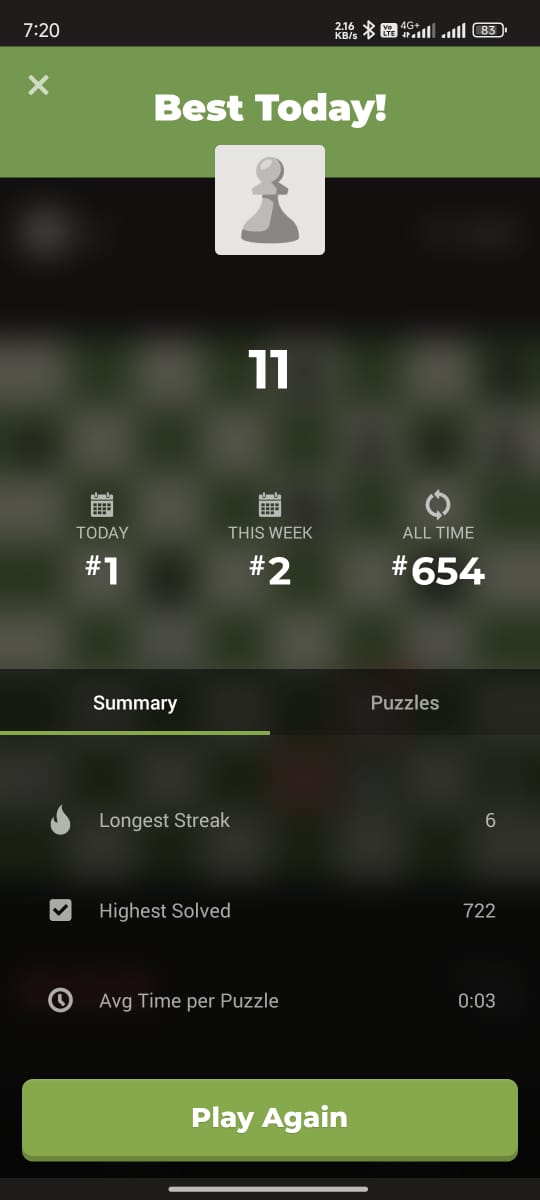 7:20
2.16 KB/s Vo LTE 4G+ 83
Best Today!
11
TODAY THIS WEEK ALL TIME
#1 #2 #654
Summary Puzzles
Longest Streak 6
Highest Solved 722
Avg Time per Puzzle 0:03
Play Again